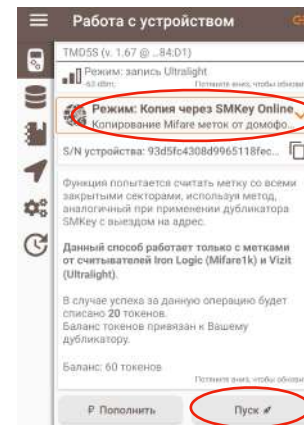 Работа с устройством
TMD5S (v. 1.67 @ ...84:D1)
Режим: запись Ultralight
-63 dBm;
Потяните вниз, чтобы обновит
Режим: Копия через SMKey Online
Копирование Mifare меток от домофо...
S/N устройства: 93d5fc4308d9965118fec...
Функция попытается считать метку со всеми
закрытыми секторами, используя метод,
аналогичный при применении дубликатора
SMKey с выездом на адрес.
Данный способ работает только с метками
от считывателей Iron Logic (Mifare1k) и Vizit
(Ultralight).
В случае успеха за данную операцию будет
списано 20 токенов.
Баланс токенов привязан к Вашему
дубликатору.
Баланс: 60 токенов
Потяните вниз, чтобы обновит
₽ Пополнить
Пуск